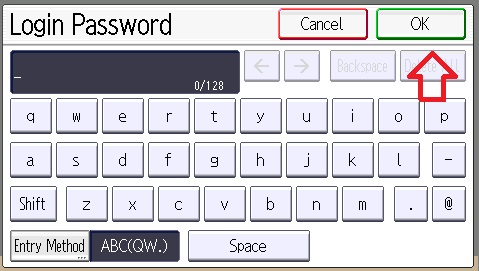 Login Password Cancel OK
_
0/128 ← → Backspace
q w e r t y u i o p
a s d f g h j k l -
Shift z x c v b n m . @
Entry Method... ABC(QW.) Space